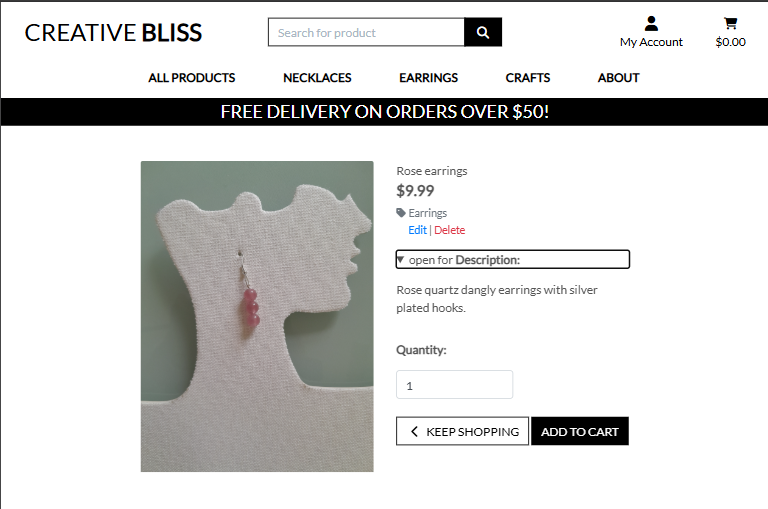 CREATIVE BLISS
Search for product
My Account
$0.00
ALL PRODUCTS NECKLACES EARRINGS CRAFTS ABOUT
FREE DELIVERY ON ORDERS OVER $50!
Rose earrings
$9.99
Earrings
Edit | Delete
open for Description:
Rose quartz dangly earrings with silver
plated hooks.
Quantity:
1
KEEP SHOPPING ADD TO CART